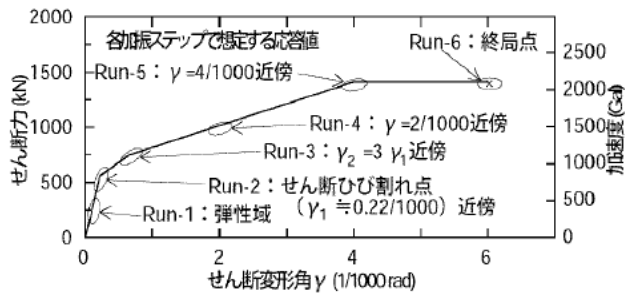 各加振ステップで想定する応答値
Run-6：終局点
Run-5：γ=4/1000近傍
Run-4：γ=2/1000近傍
Run-3：γ2=3 γ1近傍
Run-2：せん断ひび割れ点
(γ1≒0.22/1000) 近傍
Run-1：弾性域
せん断力(kN)
2000
1500
1000
500
0
加速度(Gal)
2500
2000
1500
1000
500
0
0
2
4
6
せん断変形角γ (1/1000 rad)